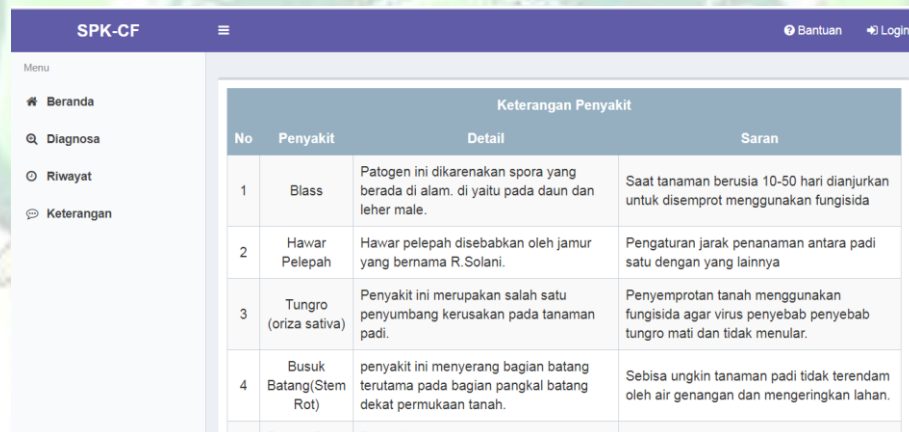 SPK-CF
Bantuan
Login
Menu
Beranda
Diagnosa
Riwayat
Keterangan
Keterangan Penyakit
No Penyakit Detail Saran
1
Blass
Patogen ini dikarenakan spora yang
berada di alam. di yaitu pada daun dan
leher male.
Saat tanaman berusia 10-50 hari dianjurkan
untuk disemprot menggunakan fungisida
2
Hawar
Pelepah
Hawar pelepah disebabkan oleh jamur
yang bernama R.Solani.
Pengaturan jarak penanaman antara padi
satu dengan yang lainnya
3
Tungro
(oriza sativa)
Penyakit ini merupakan salah satu
penyumbang kerusakan pada tanaman
padi.
Penyemprotan tanah menggunakan
fungisida agar virus penyebab penyebab
tungro mati dan tidak menular.
4
Busuk
Batang(Stem
Rot)
penyakit ini menyerang bagian batang
terutama pada bagian pangkal batang
dekat permukaan tanah.
Sebisa ungkin tanaman padi tidak terendam
oleh air genangan dan mengeringkan lahan.